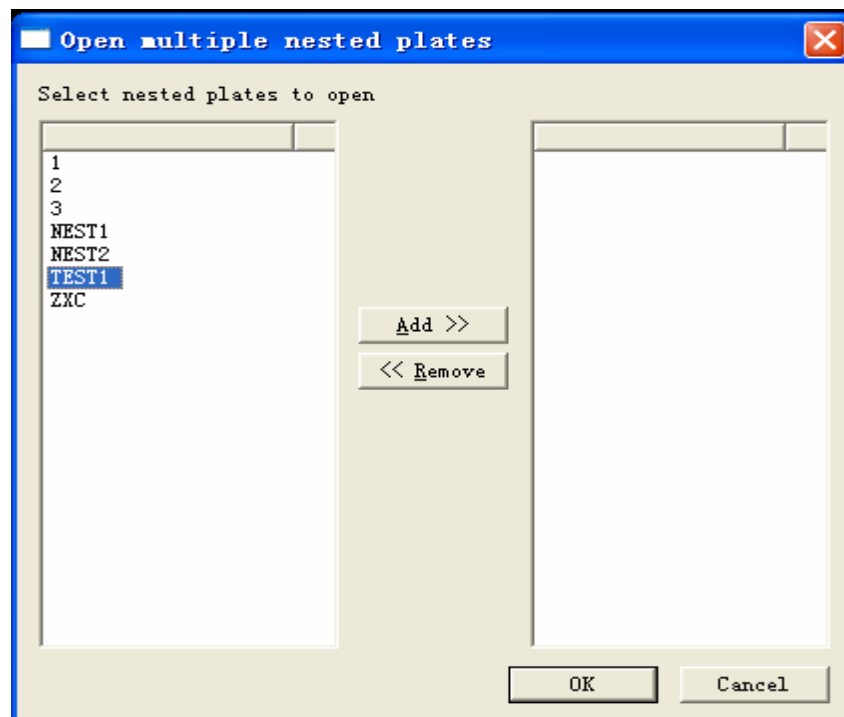 Open multiple nested plates
Select nested plates to open
1
2
3
NEST1
NEST2
TEST1
ZXC
Add >>
<< Remove
OK
Cancel